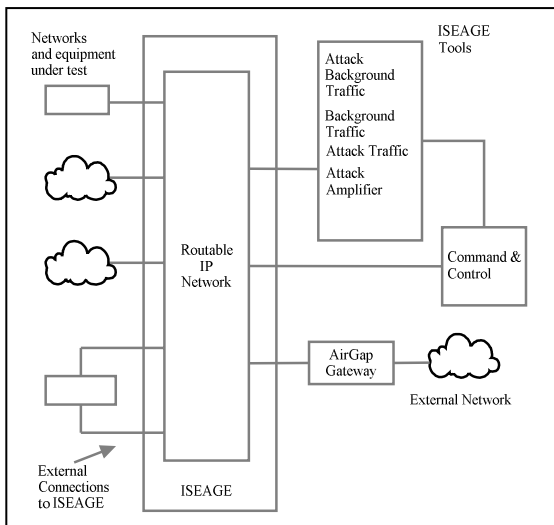 Networks
and equipment
under test
ISEAGE
ISEAGE
Tools
Attack
Background
Traffic
Background
Traffic
Attack Traffic
Attack
Amplifier
Routable
IP
Network
Command &
Control
AirGap
Gateway
External Network
External
Connections
to ISEAGE
ISEAGE